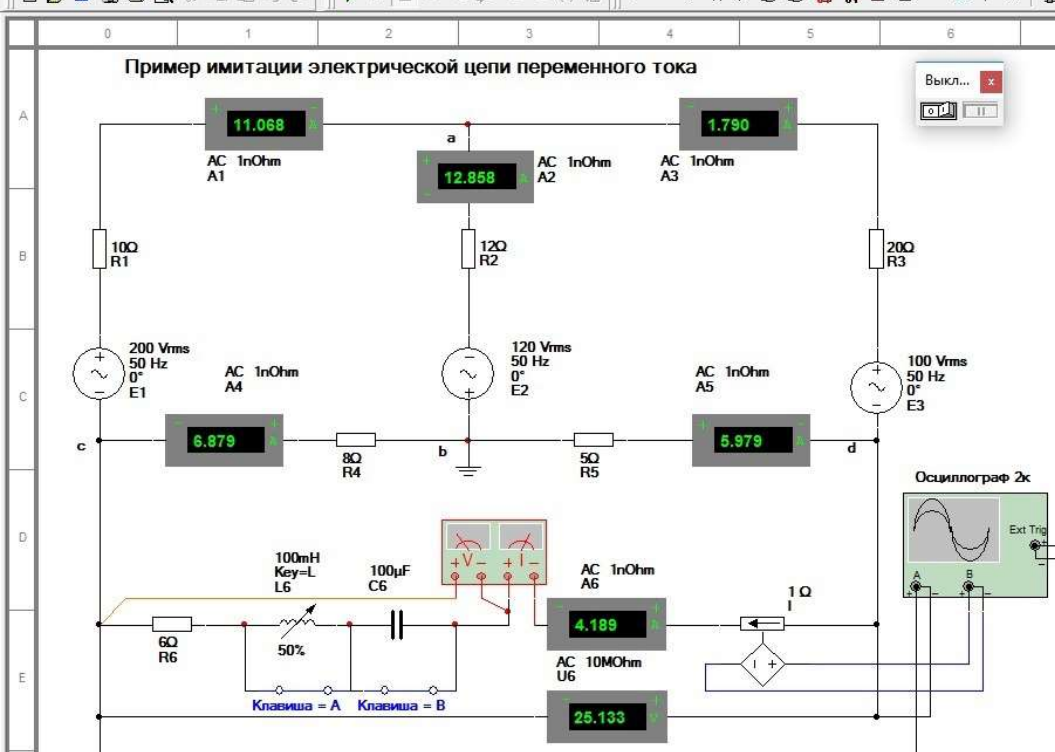 0 1 2 3 4 5 6
Пример имитации электрической цепи переменного тока
Выкл...
x
A
11.068
A
AC 1nOhm
A1
a
12.858
A
AC 1nOhm
A2
1.790
A
AC 1nOhm
A3
B
10Ω
R1
12Ω
R2
20Ω
R3
C
200 Vrms
50 Hz
0°
E1
120 Vrms
50 Hz
0°
E2
100 Vrms
50 Hz
0°
E3
AC 1nOhm
A4
AC 1nOhm
A5
c
6.879
A
8Ω
R4
b
5Ω
R5
5.979
A
d
Осциллограф 2к
D
Ext Trig
A
B
V
I
100mH
Key=L
L6
100µF
C6
AC 1nOhm
A6
1 Ω
I
4.189
A
6Ω
R6
50%
AC 10MOhm
U6
E
I
Клавиша = A
Клавиша = B
25.133
V